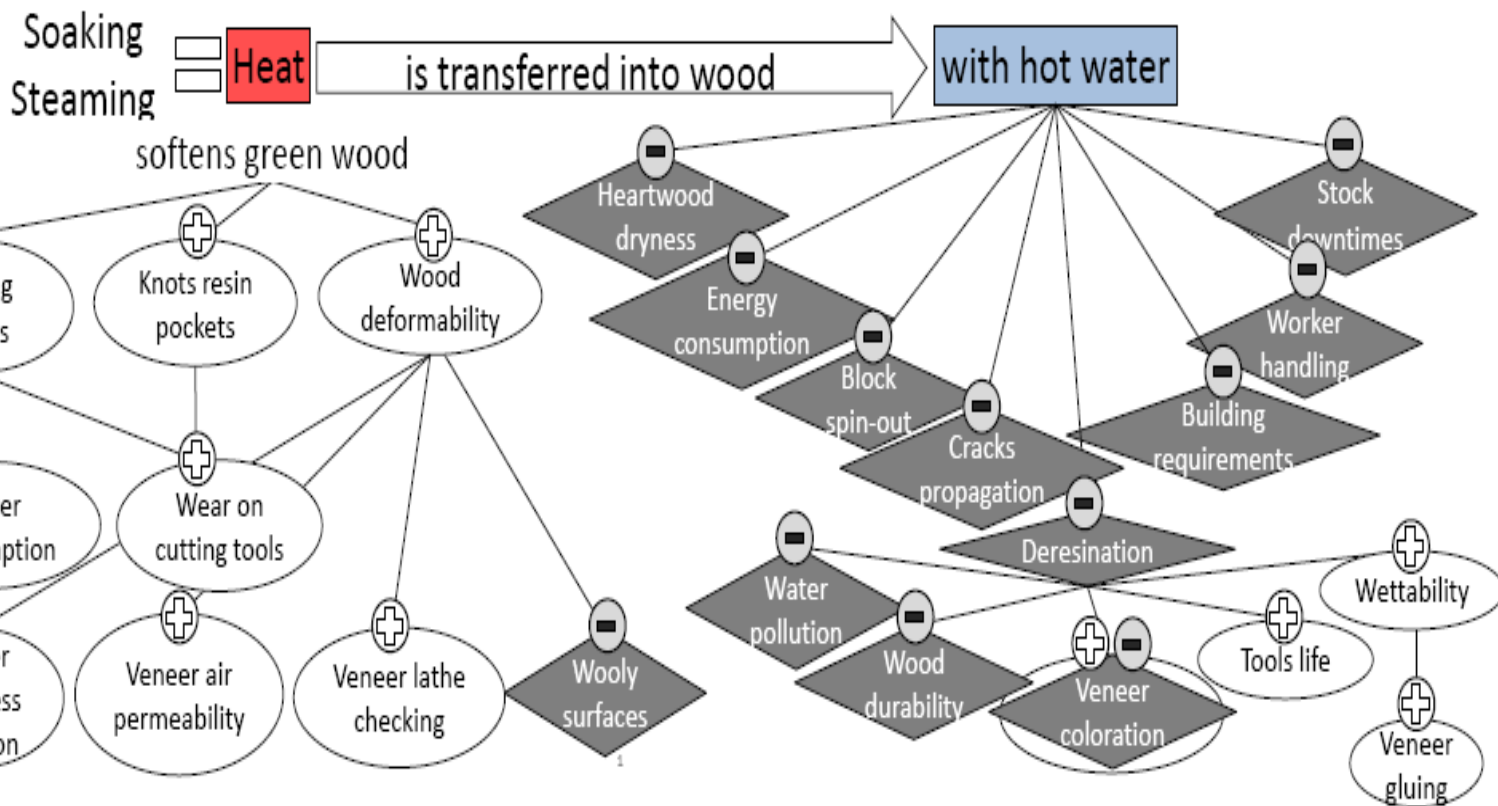 Soaking
Steaming
Heat
is transferred into wood
with hot water
softens green wood
Heartwood
dryness
Stock
downtimes
Knots resin
pockets
Wood
deformability
Energy
consumption
Worker
handling
Block
spin-out
Building
requirements
Cracks
propagation
Wear on
cutting tools
Deresination
Water
pollution
Wettability
Wood
durability
Tools life
Veneer air
permeability
Veneer lathe
checking
Wooly
surfaces
Veneer
coloration
Veneer
gluing
1